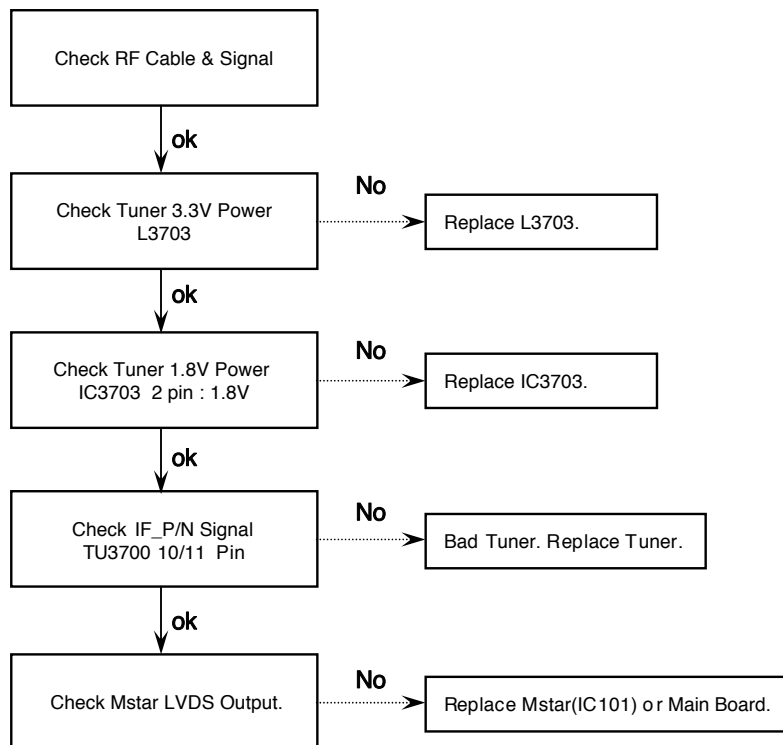 Check RF Cable & Signal
ok
Check Tuner 3.3V Power
L3703
No
Replace L3703.
ok
Check Tuner 1.8V Power
IC3703 2 pin : 1.8V
No
Replace IC3703.
ok
Check IF_P/N Signal
TU3700 10/11 Pin
No
Bad Tuner. Replace Tuner.
ok
Check Mstar LVDS Output.
No
Replace Mstar(IC101) or Main Board.